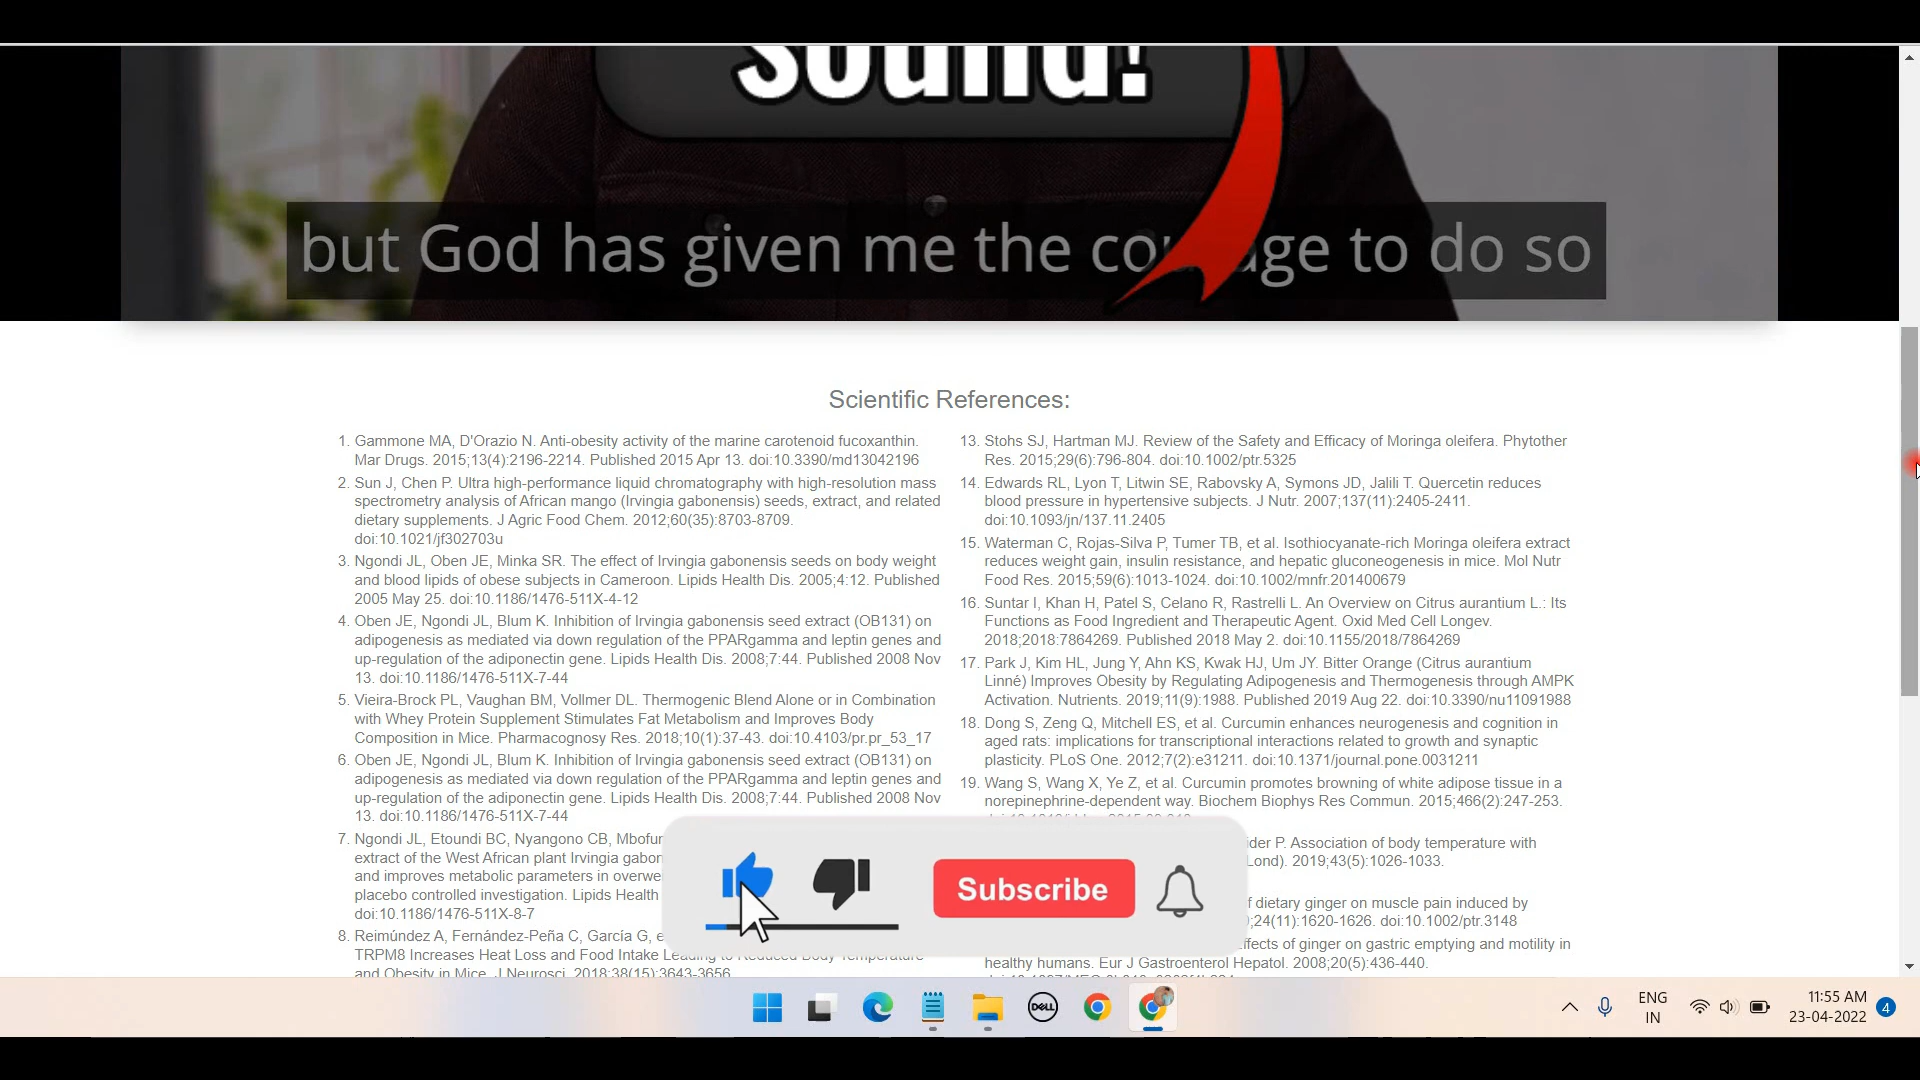 sound!
but God has given me the co age to do so
Scientific References:
1. Gammone MA, D'Orazio N. Anti-obesity activity of the marine carotenoid fucoxanthin.
Mar Drugs. 2015;13(4):2196-2214. Published 2015 Apr 13. doi:10.3390/md13042196
2. Sun J, Chen P. Ultra high-performance liquid chromatography with high-resolution mass
spectrometry analysis of African mango (Irvingia gabonensis) seeds, extract, and related
dietary supplements. J Agric Food Chem. 2012;60(35):8703-8709.
doi:10.1021/jf302703u
3. Ngondi JL, Oben JE, Minka SR. The effect of Irvingia gabonensis seeds on body weight
and blood lipids of obese subjects in Cameroon. Lipids Health Dis. 2005;4:12. Published
2005 May 25. doi:10.1186/1476-511X-4-12
4. Oben JE, Ngondi JL, Blum K. Inhibition of Irvingia gabonensis seed extract (OB131) on
adipogenesis as mediated via down regulation of the PPARgamma and leptin genes and
up-regulation of the adiponectin gene. Lipids Health Dis. 2008;7:44. Published 2008 Nov
13. doi:10.1186/1476-511X-7-44
5. Vieira-Brock PL, Vaughan BM, Vollmer DL. Thermogenic Blend Alone or in Combination
with Whey Protein Supplement Stimulates Fat Metabolism and Improves Body
Composition in Mice. Pharmacognosy Res. 2018;10(1):37-43. doi:10.4103/pr.pr_53_17
6. Oben JE, Ngondi JL, Blum K. Inhibition of Irvingia gabonensis seed extract (OB131) on
adipogenesis as mediated via down regulation of the PPARgamma and leptin genes and
up-regulation of the adiponectin gene. Lipids Health Dis. 2008;7:44. Published 2008 Nov
13. doi:10.1186/1476-511X-7-44
7. Ngondi JL, Etoundi BC, Nyangono CB, Mbofu
extract of the West African plant Irvingia gabo
and improves metabolic parameters in overwe
placebo controlled investigation. Lipids Health
doi:10.1186/1476-511X-8-7
8. Reimúndez A, Fernández-Peña C, García G, e
TRPM8 Increases Heat Loss and Food Intake Leading to Reduced Body Temperature
and Obesity in Mice. J Neurosci. 2018;38(15):3643-3656.
13. Stohs SJ, Hartman MJ. Review of the Safety and Efficacy of Moringa oleifera. Phytother
Res. 2015;29(6):796-804. doi:10.1002/ptr.5325
14. Edwards RL, Lyon T, Litwin SE, Rabovsky A, Symons JD, Jalili T. Quercetin reduces
blood pressure in hypertensive subjects. J Nutr. 2007;137(11):2405-2411.
doi:10.1093/jn/137.11.2405
15. Waterman C, Rojas-Silva P, Tumer TB, et al. Isothiocyanate-rich Moringa oleifera extract
reduces weight gain, insulin resistance, and hepatic gluconeogenesis in mice. Mol Nutr
Food Res. 2015;59(6):1013-1024. doi:10.1002/mnfr.201400679
16. Suntar I, Khan H, Patel S, Celano R, Rastrelli L. An Overview on Citrus aurantium L.: Its
Functions as Food Ingredient and Therapeutic Agent. Oxid Med Cell Longev.
2018;2018:7864269. Published 2018 May 2. doi:10.1155/2018/7864269
17. Park J, Kim HL, Jung Y, Ahn KS, Kwak HJ, Um JY. Bitter Orange (Citrus aurantium
Linné) Improves Obesity by Regulating Adipogenesis and Thermogenesis through AMPK
Activation. Nutrients. 2019;11(9):1988. Published 2019 Aug 22. doi:10.3390/nu11091988
18. Dong S, Zeng Q, Mitchell ES, et al. Curcumin enhances neurogenesis and cognition in
aged rats: implications for transcriptional interactions related to growth and synaptic
plasticity. PLoS One. 2012;7(2):e31211. doi:10.1371/journal.pone.0031211
19. Wang S, Wang X, Ye Z, et al. Curcumin promotes browning of white adipose tissue in a
norepinephrine-dependent way. Biochem Biophys Res Commun. 2015;466(2):247-253.
ider P. Association of body temperature with
Lond). 2019;43(5):1026-1033.
f dietary ginger on muscle pain induced by
;24(11):1620-1626. doi:10.1002/ptr.3148
ffects of ginger on gastric emptying and motility in
healthy humans. Eur J Gastroenterol Hepatol. 2008;20(5):436-440.
Subscribe
DELL
ENG
IN
11:55 AM
23-04-2022
4